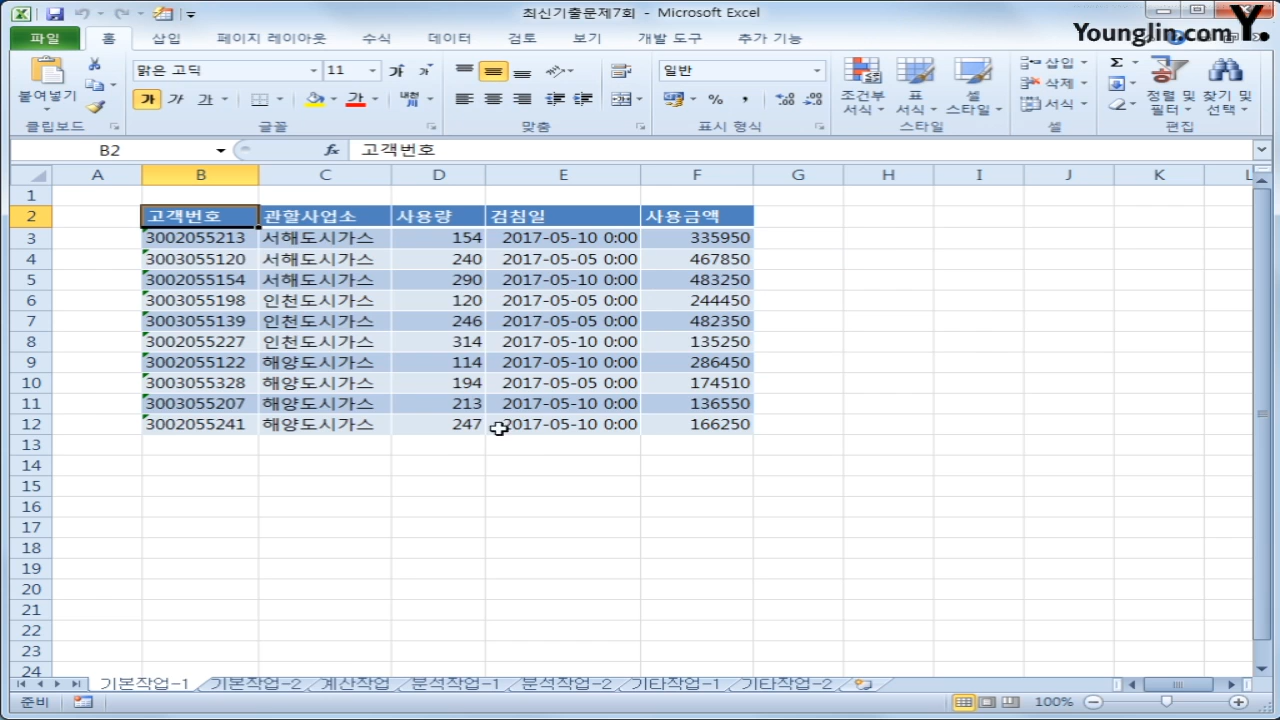 최신기출문제7회 - Microsoft Excel
Younglin.com Y.
파일 홈 삽입 페이지 레이아웃 수식 데이터 검토 보기 개발 도구 추가 기능
맑은 고딕 11 가 가 일반 Σ
붙여넣기 가 가 가 가 % , 조건부 서식 표 서식 셀 스타일 삽입 삭제 서식 정렬 및 필터 찾기 및 선택
클립보드 글꼴 맞춤 표시 형식 스타일 셀 편집
B2 fx 고객번호
A B C D E F G H I J K L
1
2 고객번호 관할사업소 사용량 검침일 사용금액
3 3002055213 서해도시가스 154 2017-05-10 0:00 335950
4 3003055120 서해도시가스 240 2017-05-05 0:00 467850
5 3002055154 서해도시가스 290 2017-05-10 0:00 483250
6 3003055198 인천도시가스 120 2017-05-05 0:00 244450
7 3003055139 인천도시가스 246 2017-05-05 0:00 482350
8 3002055227 인천도시가스 314 2017-05-10 0:00 135250
9 3002055122 해양도시가스 114 2017-05-10 0:00 286450
10 3003055328 해양도시가스 194 2017-05-05 0:00 174510
11 3003055207 해양도시가스 213 2017-05-10 0:00 136550
12 3002055241 해양도시가스 247 2017-05-10 0:00 166250
13
14
15
16
17
18
19
20
21
22
23
24
기본작업-1 기본작업-2 계산작업 분석작업-1 분석작업-2 기타작업-1 기타작업-2
준비 100%